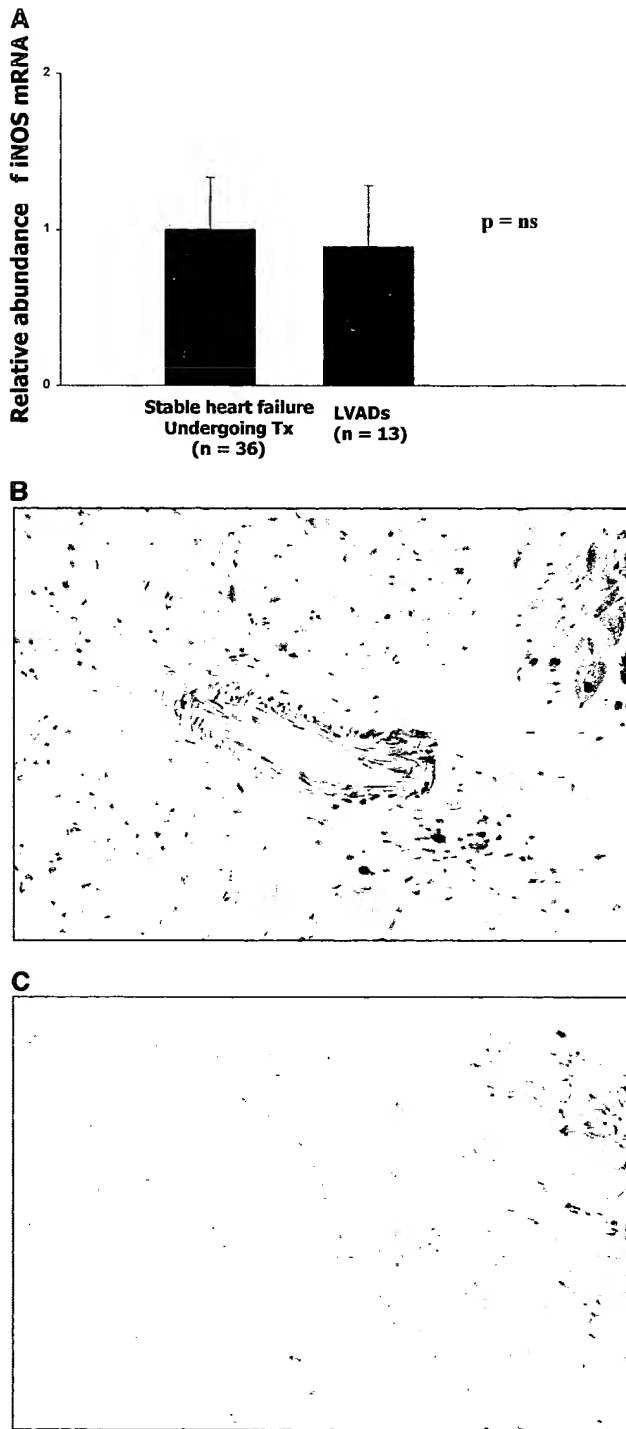 A
Relative abundance f iNOS mRNA
2
1
0
p = ns
Stable heart failure
Undergoing Tx
(n = 36)
LVADs
(n = 13)
B
C